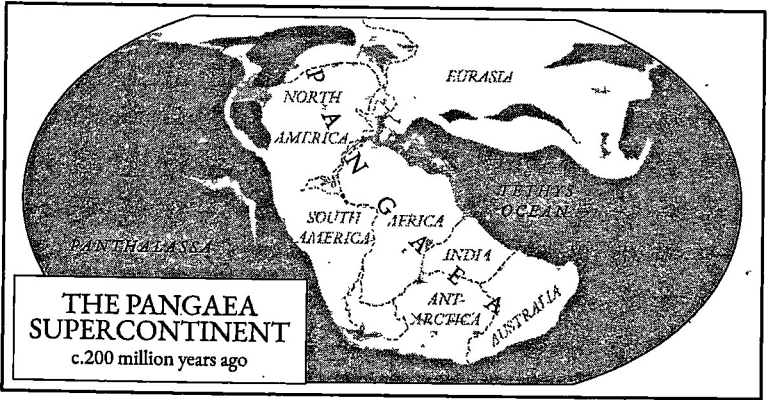 EURASIA
NORTH
AMERICA
PANGAEA
TETHYS
OCEAN
SOUTH
AMERICA
AFRICA
PANTHALASSA
INDIA
ANT-
ARCTICA
AUSTRALIA
THE PANGAEA
SUPERCONTINENT
c.200 million years ago